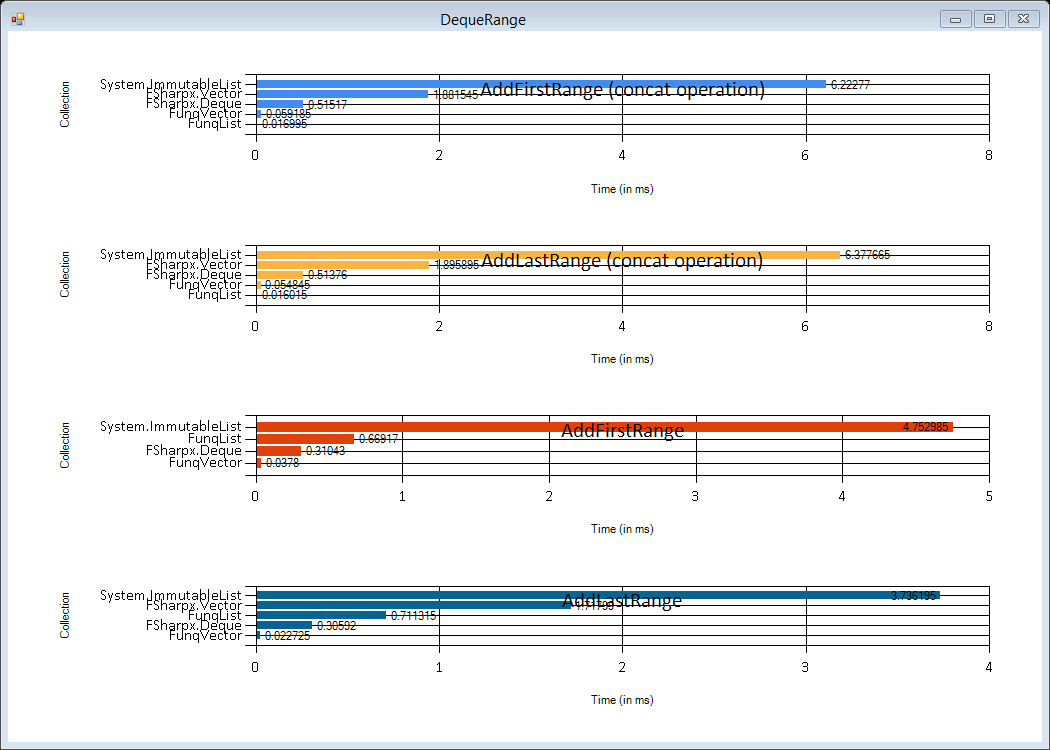 DequeRange
Collection
System.ImmutableList
FSharpx.Vector
FSharpx.Deque
FunqVector
FunqList
AddFirstRange (concat operation)
6.22277
1.881545
0.51517
0.059185
0.016995
0 2 4 6 8
Time (in ms)
Collection
System.ImmutableList
FSharpx.Vector
FSharpx.Deque
FunqVector
FunqList
AddLastRange (concat operation)
6.377665
1.895895
0.51376
0.054845
0.016015
0 2 4 6 8
Time (in ms)
Collection
System.ImmutableList
FunqList
FSharpx.Deque
FunqVector
AddFirstRange
4.752985
0.66917
0.31043
0.0378
0 1 2 3 4 5
Time (in ms)
Collection
System.ImmutableList
FSharpx.Vector
FunqList
FSharpx.Deque
FunqVector
AddLastRange
3.736195
0.711315
0.30592
0.022725
0 1 2 3 4
Time (in ms)